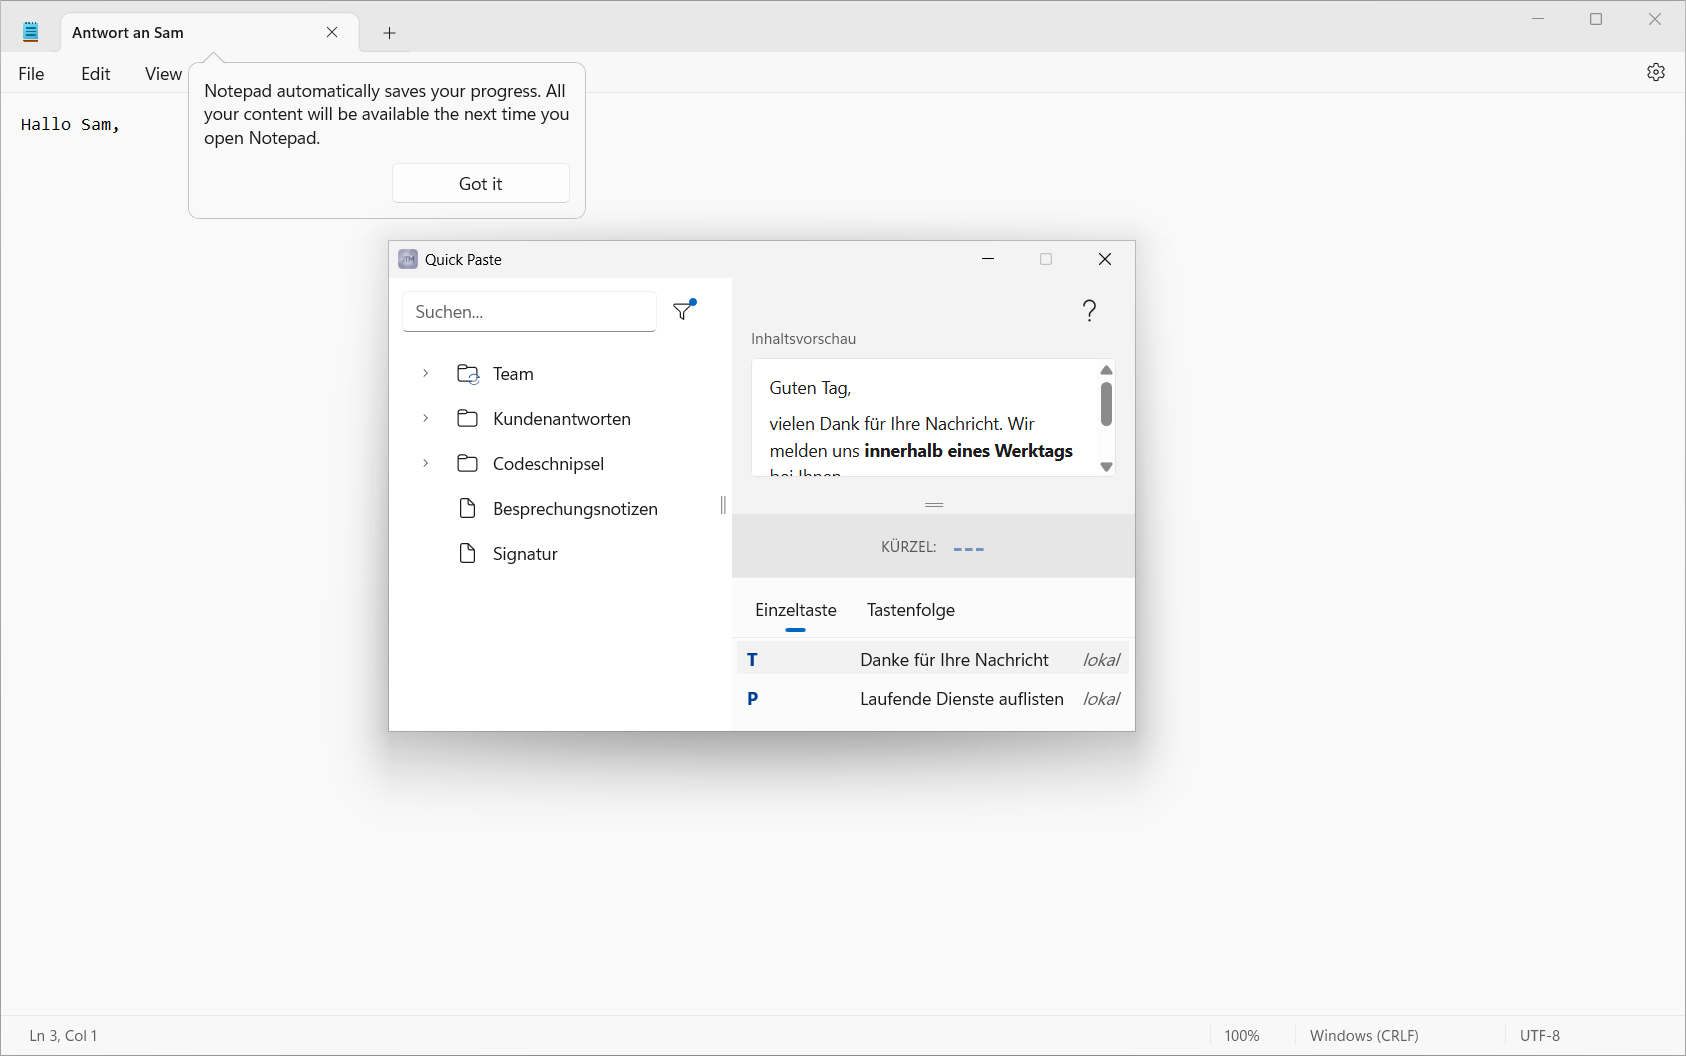 Antwort an Sam
File Edit View
Notepad automatically saves your progress. All
your content will be available the next time you
open Notepad.
Got it
Hallo Sam,
JTM Quick Paste
Suchen...
Team
Kundenantworten
Codeschnipsel
Besprechungsnotizen
Signatur
?
Inhaltsvorschau
Guten Tag,
vielen Dank für Ihre Nachricht. Wir
melden uns innerhalb eines Werktags
bei Ihnen
KÜRZEL: ---
Einzeltaste Tastenfolge
T Danke für Ihre Nachricht lokal
P Laufende Dienste auflisten lokal
Ln 3, Col 1 100% Windows (CRLF) UTF-8